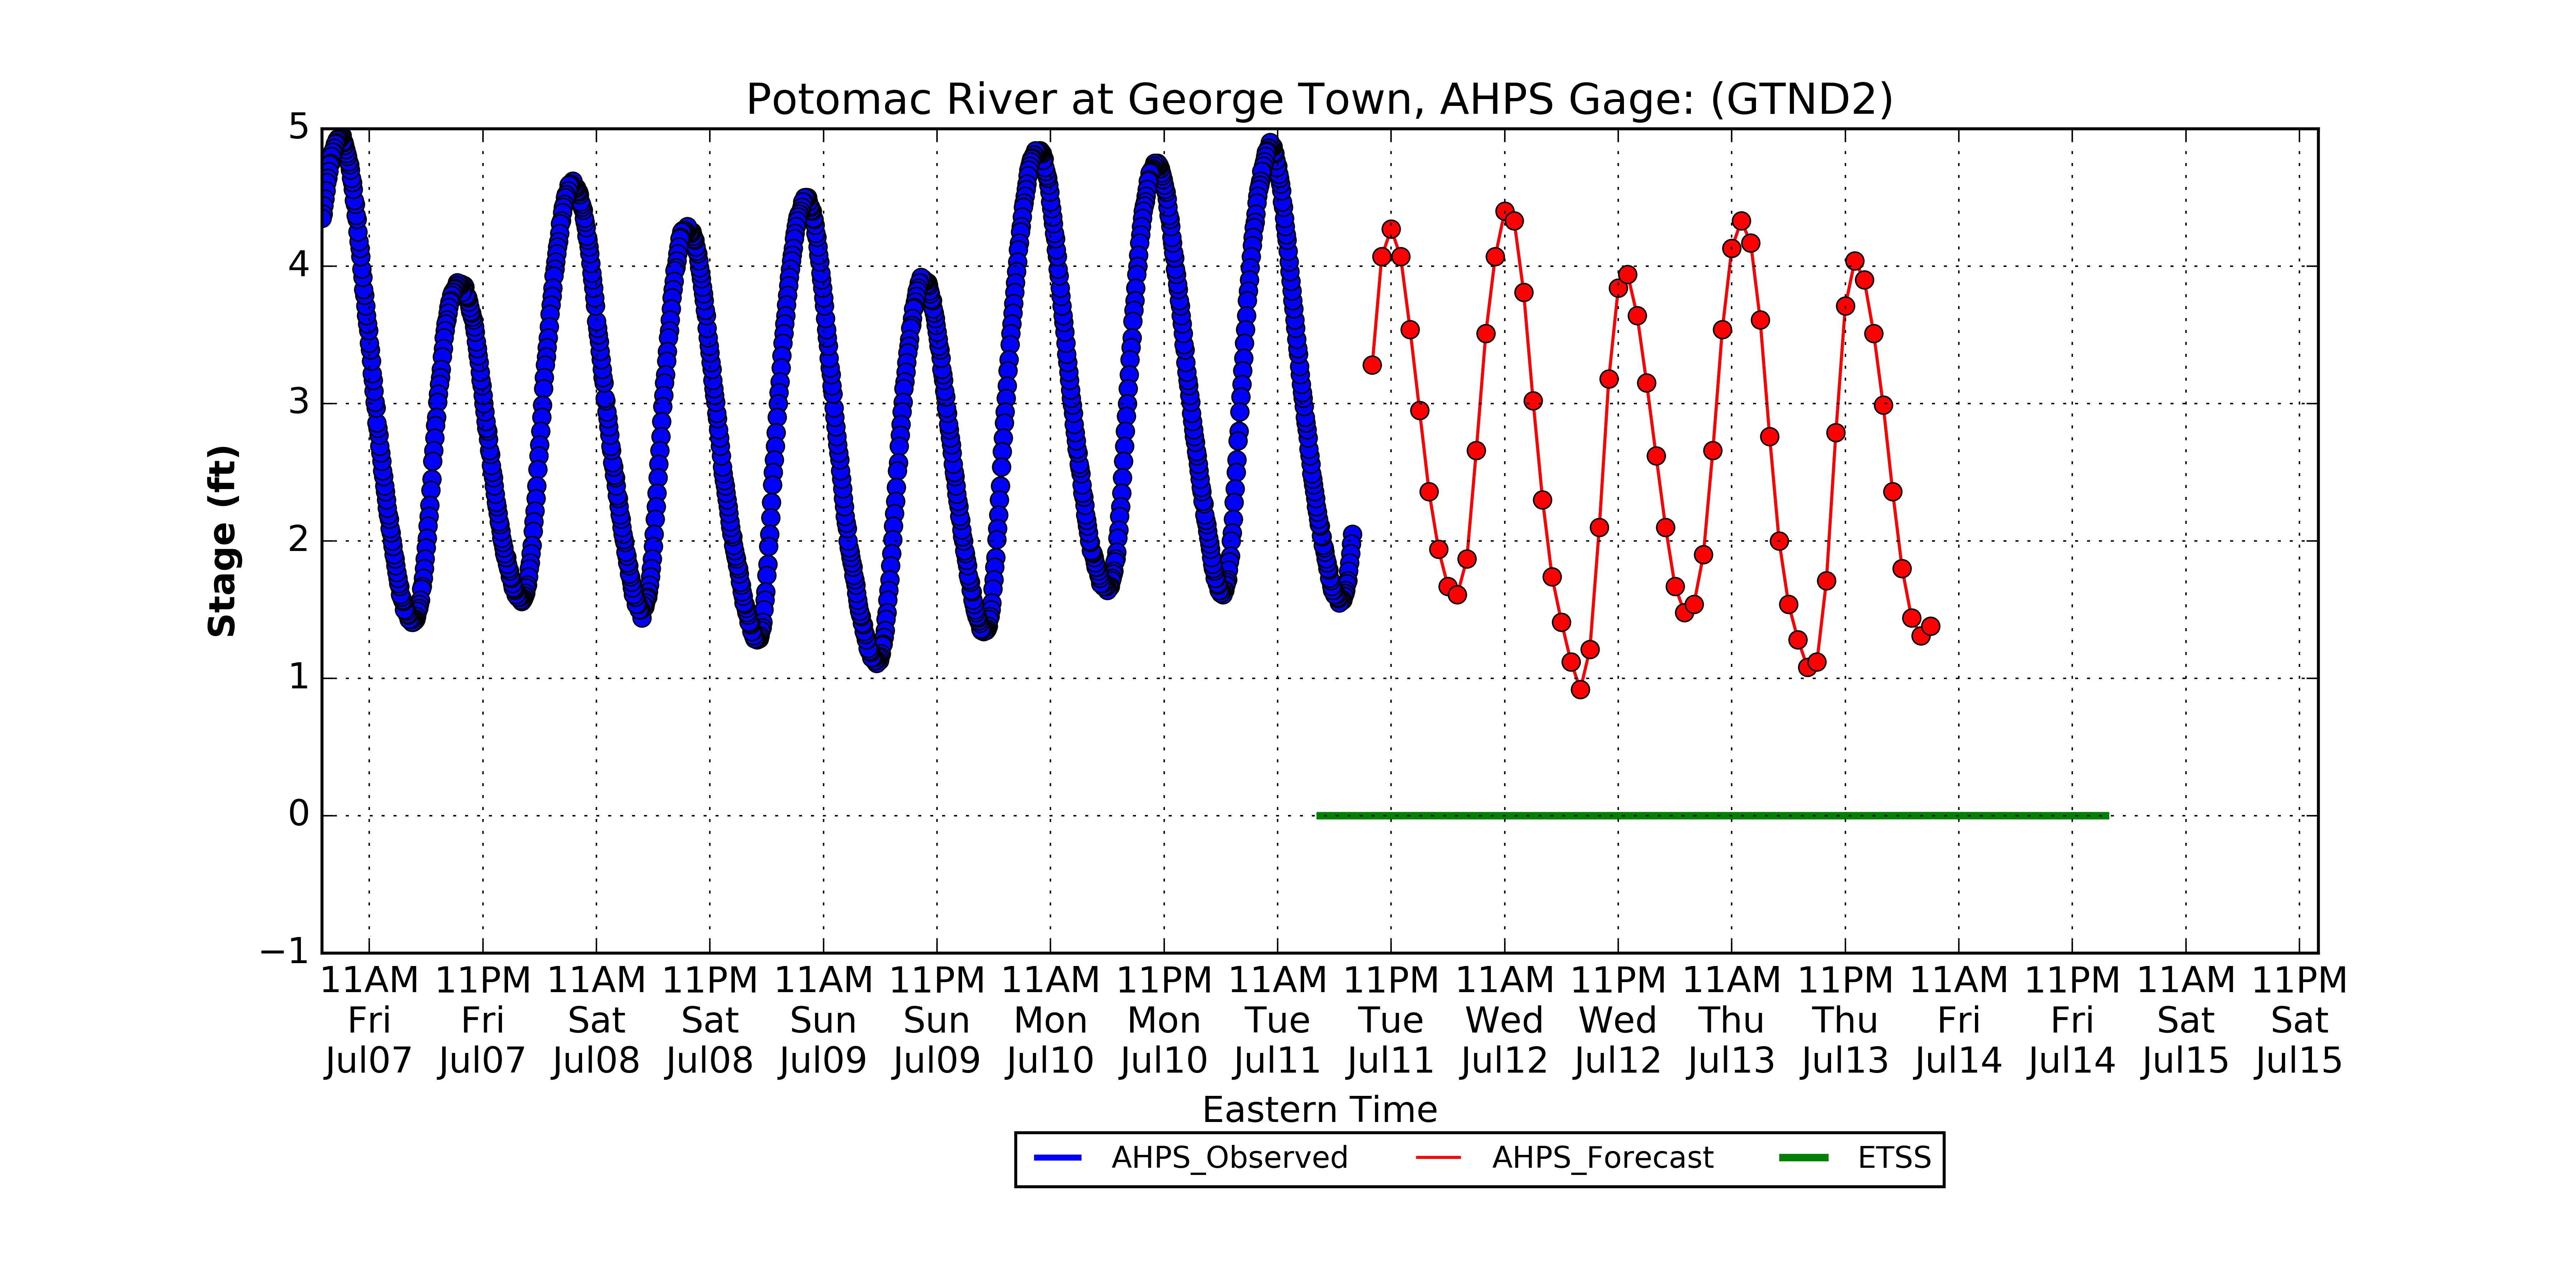 Potomac River at George Town, AHPS Gage: (GTND2)
Stage (ft)
5
4
3
2
1
0
−1
11AM 11PM 11AM 11PM 11AM 11PM 11AM 11PM 11AM 11PM 11AM 11PM 11AM 11PM 11AM 11PM 11AM 11PM
Fri Fri Sat Sat Sun Sun Mon Mon Tue Tue Wed Wed Thu Thu Fri Fri Sat Sat
Jul07 Jul07 Jul08 Jul08 Jul09 Jul09 Jul10 Jul10 Jul11 Jul11 Jul12 Jul12 Jul13 Jul13 Jul14 Jul14 Jul15 Jul15
Eastern Time
AHPS_Observed AHPS_Forecast ETSS